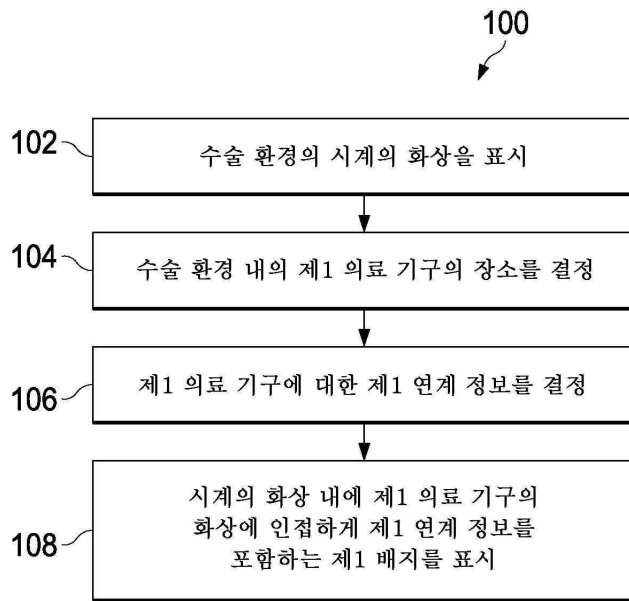 100
102
수술 환경의 시계의 화상을 표시
104
수술 환경 내의 제1 의료 기구의 장소를 결정
106
제1 의료 기구에 대한 제1 연계 정보를 결정
108
시계의 화상 내에 제1 의료 기구의
화상에 인접하게 제1 연계 정보를
포함하는 제1 배지를 표시